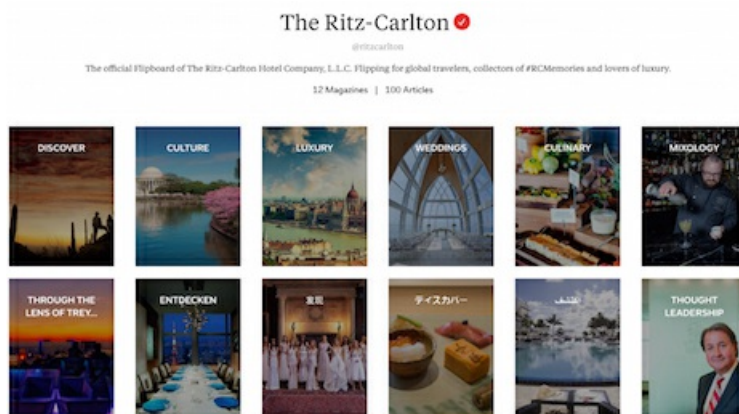 The Ritz-Carlton
@ritzcarlton
The official Flipboard of The Ritz-Carlton Hotel Company, L.L.C. Flipping for global travelers, collectors of #RCMemories and lovers of luxury.
12 Magazines | 100 Articles
DISCOVER
CULTURE
LUXURY
WEDDINGS
CULINARY
MIXOLOGY
THROUGH THE
LENS OF TREY...
ENTDECKEN
发现
ディスカバー
THOUGHT
LEADERSHIP